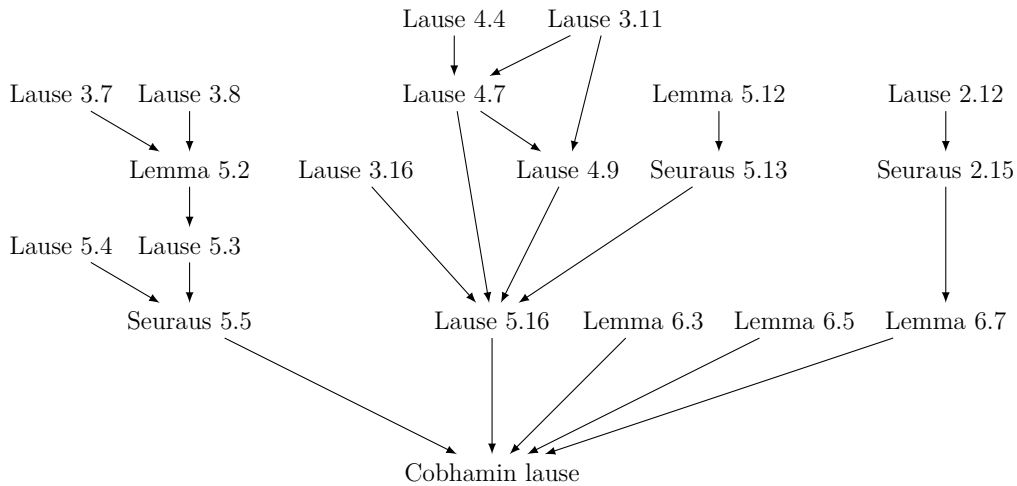 Lause 4.4 Lause 3.11
Lause 3.7 Lause 3.8 Lause 4.7 Lemma 5.12 Lause 2.12
Lemma 5.2 Lause 3.16 Lause 4.9 Seuraus 5.13 Seuraus 2.15
Lause 5.4 Lause 5.3
Seuraus 5.5 Lause 5.16 Lemma 6.3 Lemma 6.5 Lemma 6.7
Cobhamin lause